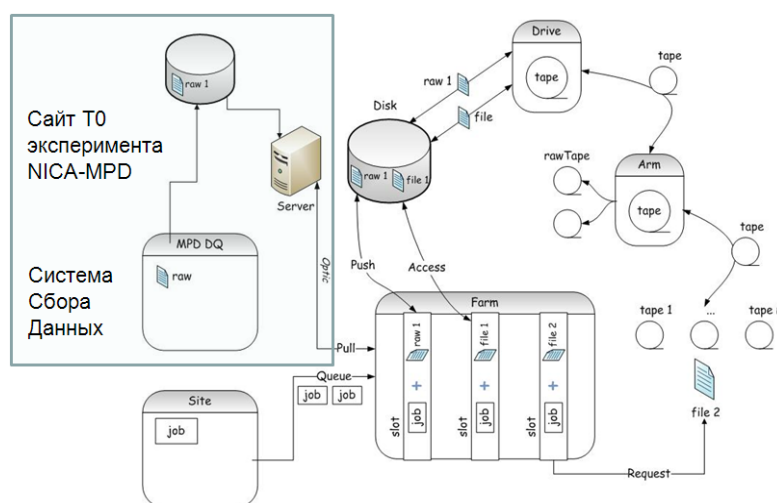 Drive
tape
tape
raw 1
Disk
file
raw 1
Сайт T0
эксперимента
NICA-MPD
rawTape
Arm
tape
raw 1
file 1
Server
tape
MPD DQ
raw
Optic
Push
Access
Система
Сбора
Данных
Farm
tape 1
...
tape
raw 1
file 1
file 2
Pull
Queue
job
job
+
+
+
file 2
Site
job
slot
job
slot
job
slot
job
Request